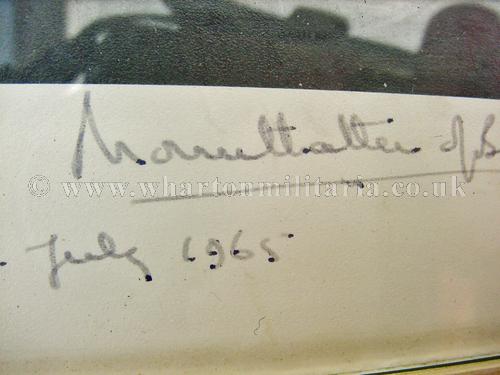 Mountbatten of B
© www.whartonmilitaria.co.uk
July 1965